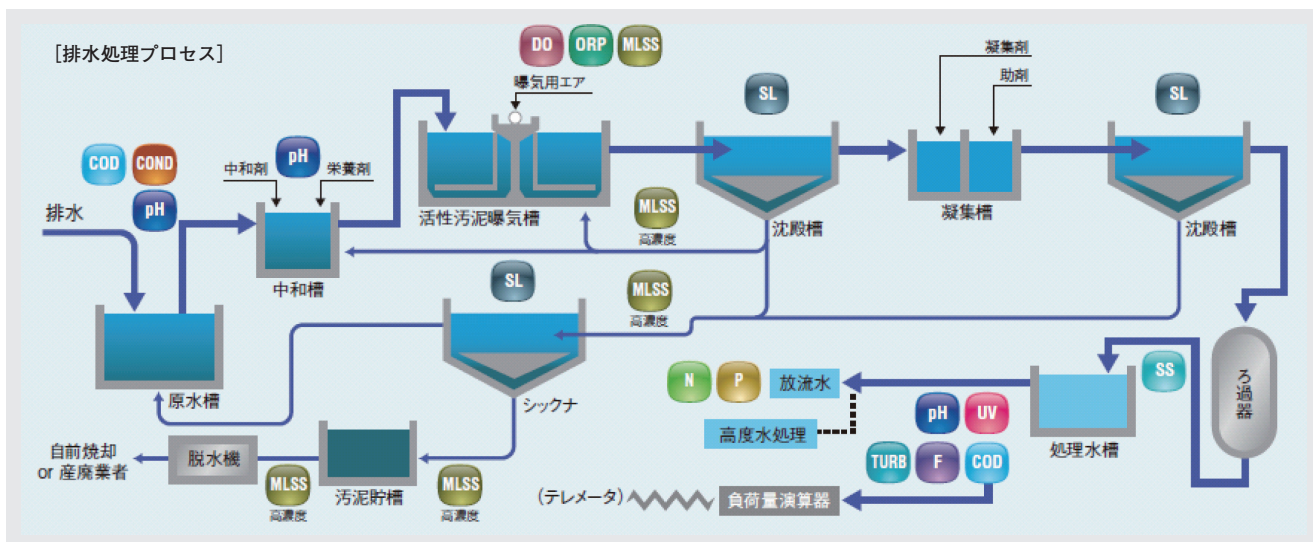 [排水処理プロセス]
DO
ORP
MLSS
曝気用エア
凝集剤
助剤
SL
SL
COD
COND
pH
pH
中和剤
栄養剤
排水
活性汚泥曝気槽
MLSS
高濃度
沈殿槽
凝集槽
沈殿槽
中和槽
SL
MLSS
高濃度
原水槽
シックナ
N
P
放流水
高度水処理
pH
UV
SS
ろ過器
処理水槽
自前焼却
or 産廃業者
脱水機
MLSS
高濃度
汚泥貯槽
MLSS
高濃度
TURB
F
COD
(テレメータ)
負荷量演算器